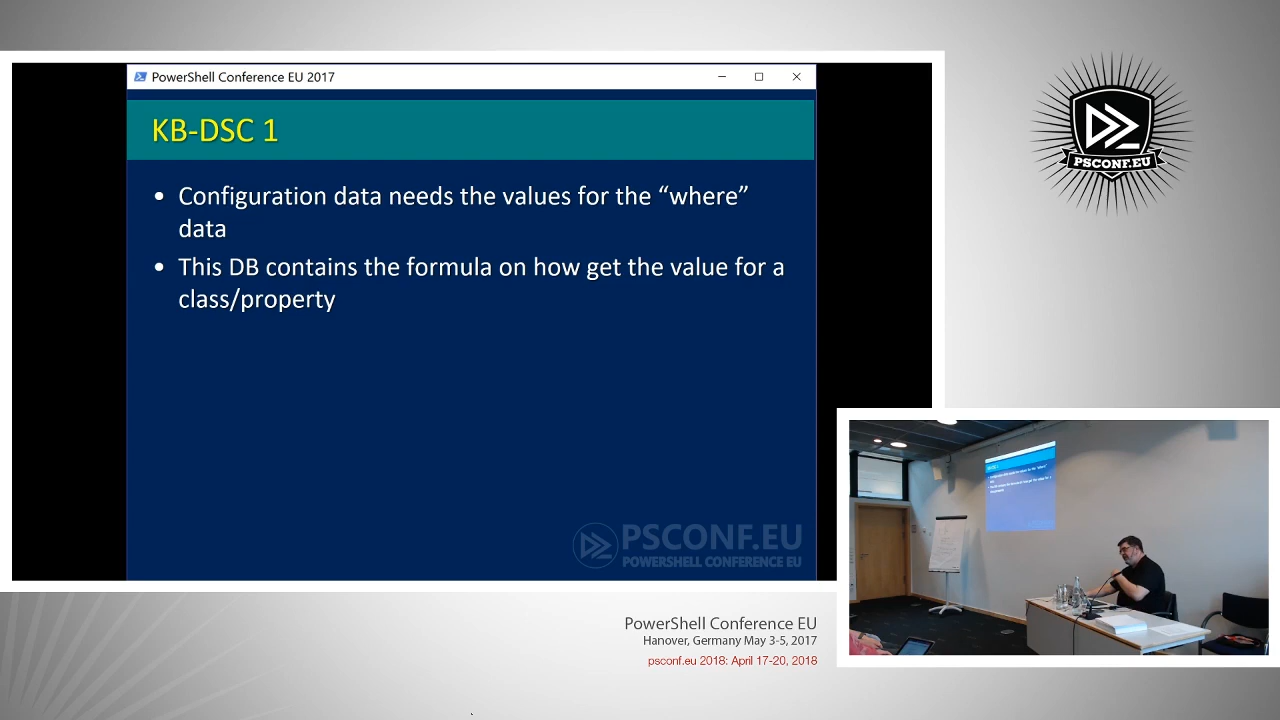 PowerShell Conference EU 2017
KB-DSC 1
• Configuration data needs the values for the “where”
data
• This DB contains the formula on how get the value for a
class/property
PSCONF.EU
POWERSHELL CONFERENCE EU
PSCONF.EU
PowerShell Conference EU
Hanover, Germany May 3-5, 2017
psconf.eu 2018: April 17-20, 2018